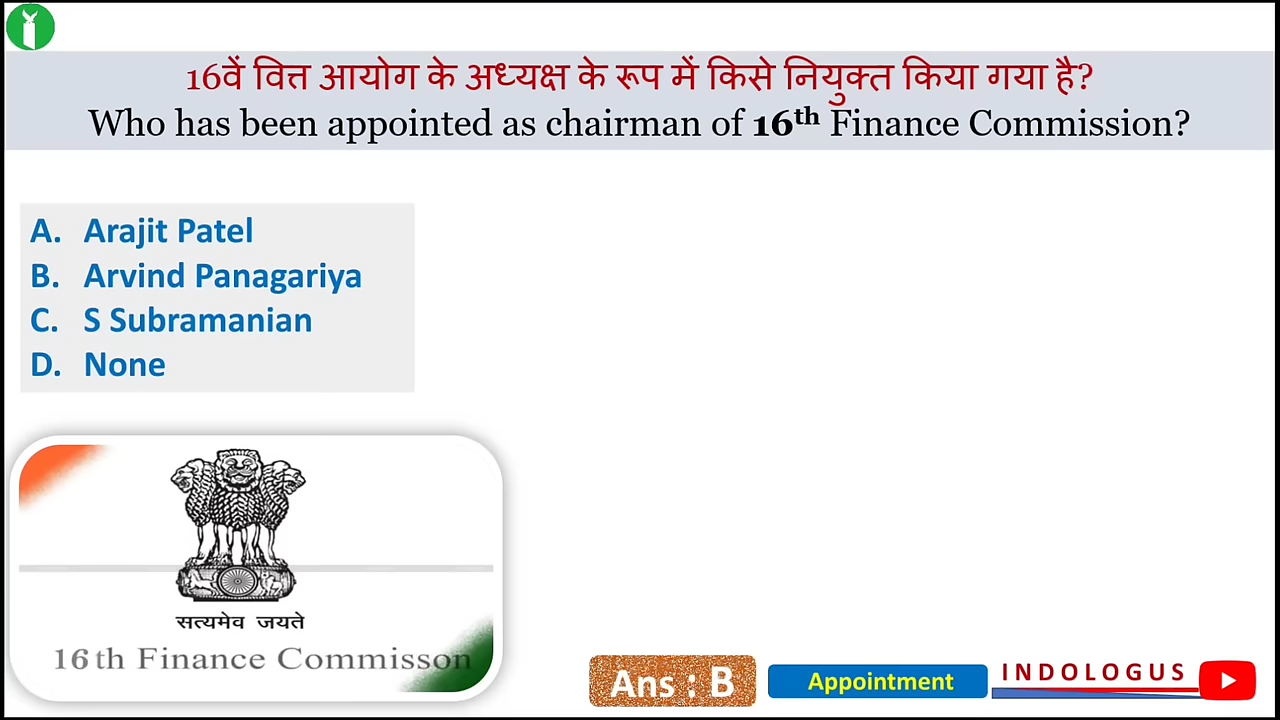 16वें वित्त आयोग के अध्यक्ष के रूप में किसे नियुक्त किया गया है?
Who has been appointed as chairman of 16th Finance Commission?
A. Arajit Patel
B. Arvind Panagariya
C. S Subramanian
D. None
सत्यमेव जयते
16th Finance Commisson
Ans : B
Appointment
INDOLOGUS